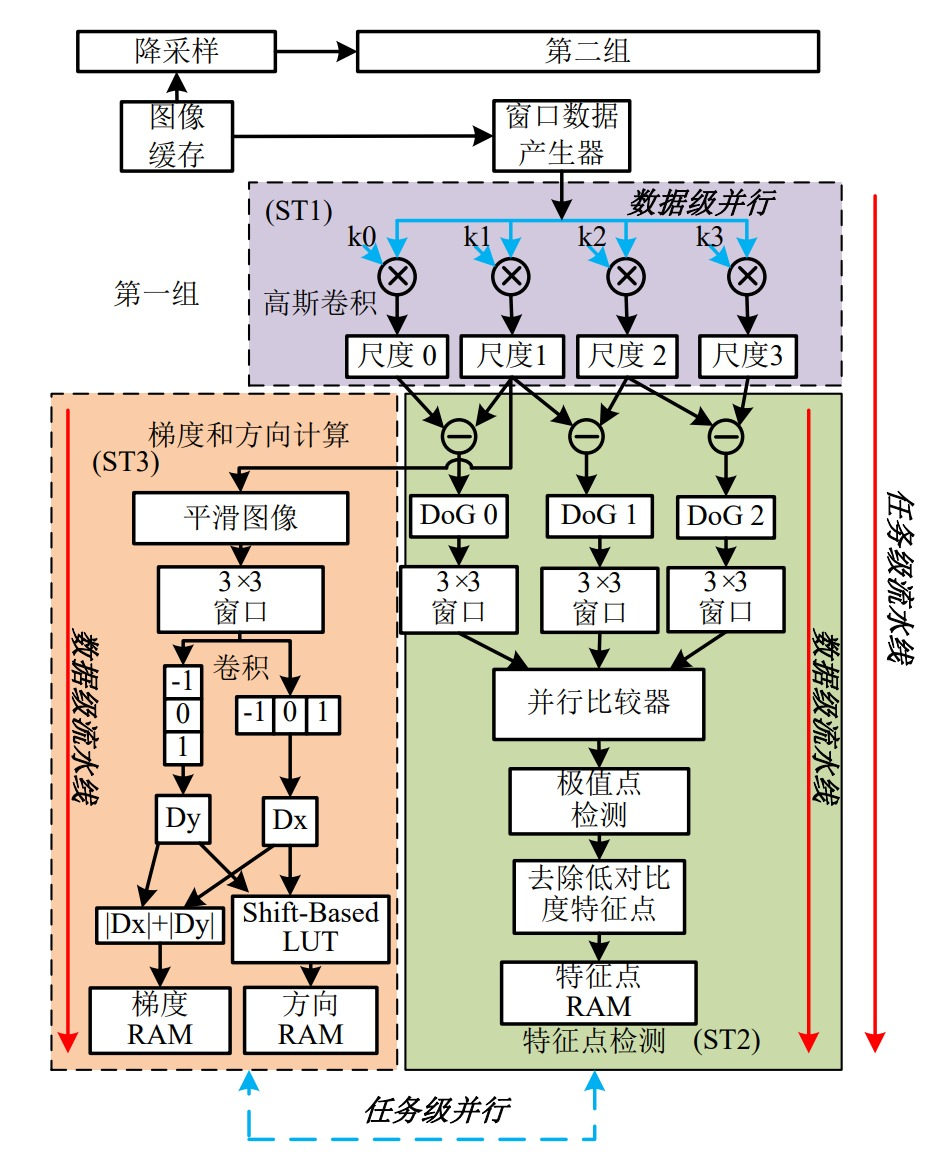 降采样
第二组
图像
缓存
窗口数据
产生器
(ST1)
数据级并行
k0
k1
k2
k3
第一组
高斯卷积
尺度 0
尺度1
尺度 2
尺度3
梯度和方向计算
(ST3)
平滑图像
DoG 0
DoG 1
DoG 2
3×3
窗口
3×3
窗口
3×3
窗口
3×3
窗口
卷积
-1
0
1
-1 0 1
并行比较器
极值点
检测
Dy
Dx
去除低对比
度特征点
|Dx|+|Dy|
Shift-Based
LUT
特征点
RAM
梯度
RAM
方向
RAM
特征点检测 (ST2)
数据级流水线
数据级流水线
任务级流水线
任务级并行